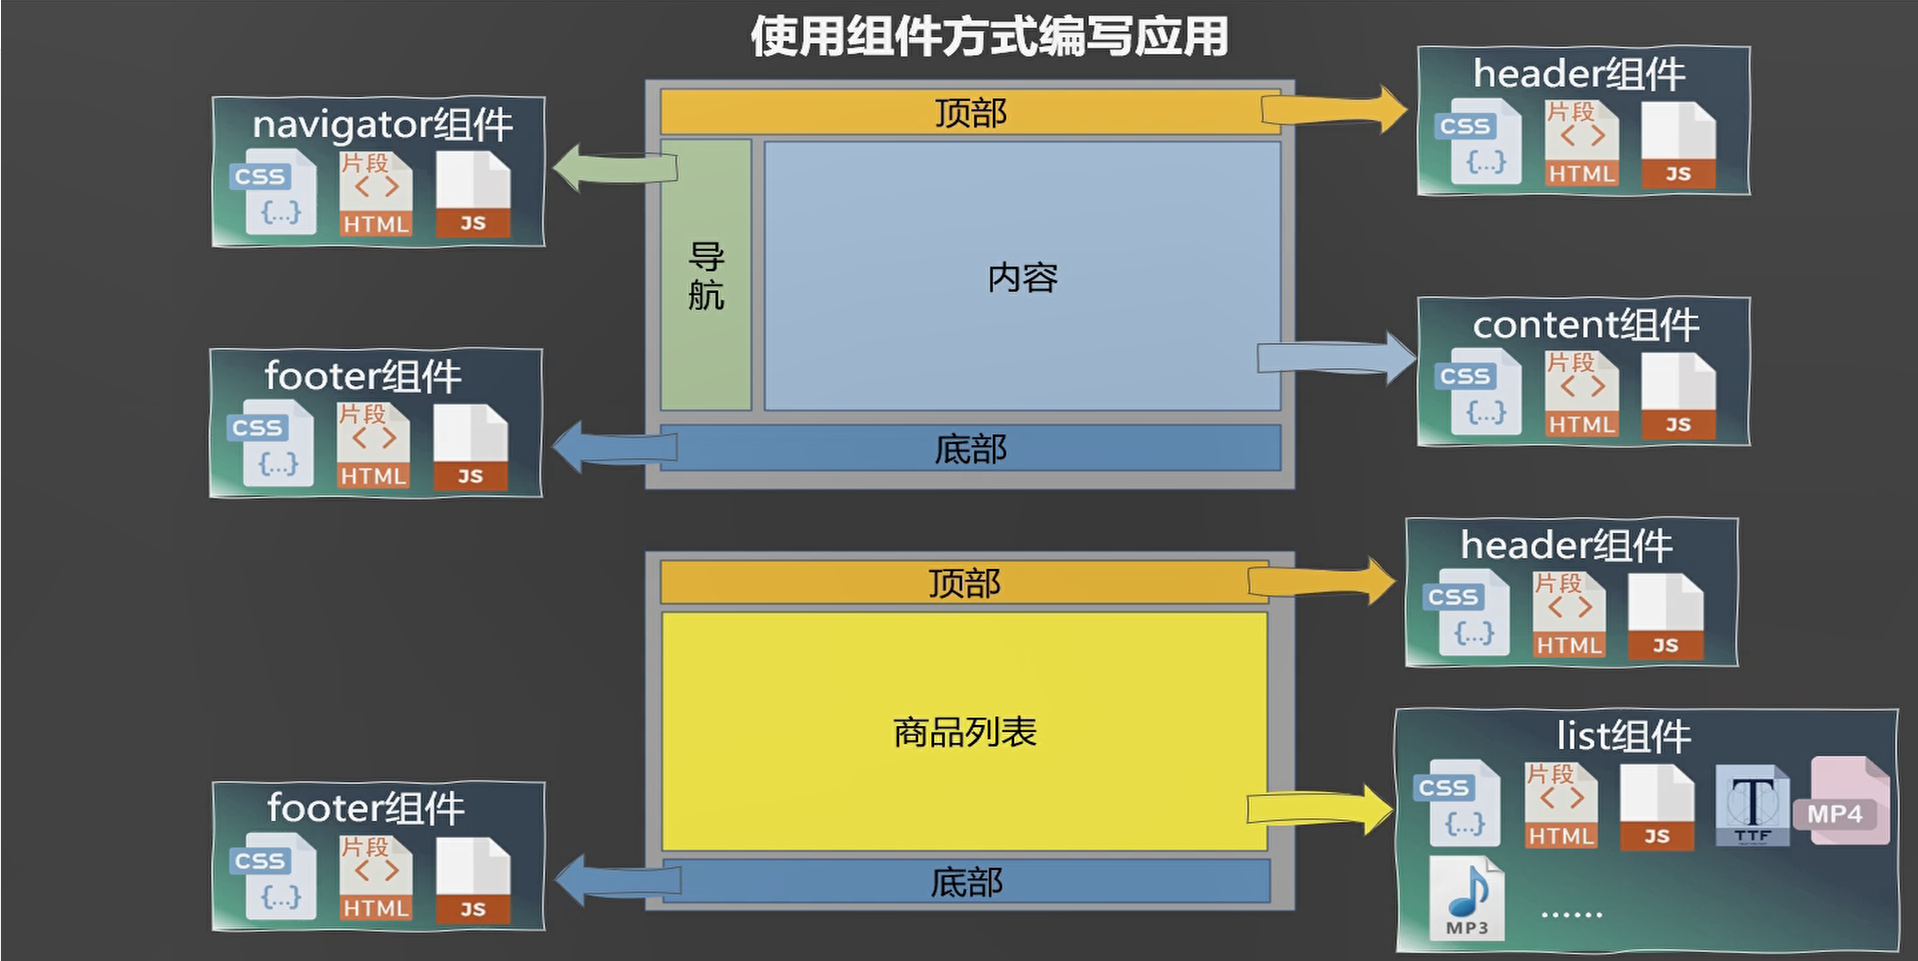 使用组件方式编写应用
navigator组件
CSS
{...}
片段
< >
HTML
JS
顶部
导
航
内容
底部
header组件
CSS
{...}
片段
< >
HTML
JS
footer组件
CSS
{...}
片段
< >
HTML
JS
content组件
CSS
{...}
片段
< >
HTML
JS
顶部
商品列表
底部
header组件
CSS
{...}
片段
< >
HTML
JS
footer组件
CSS
{...}
片段
< >
HTML
JS
list组件
CSS
{...}
片段
< >
HTML
JS
T
TTF
MP4
MP3
......